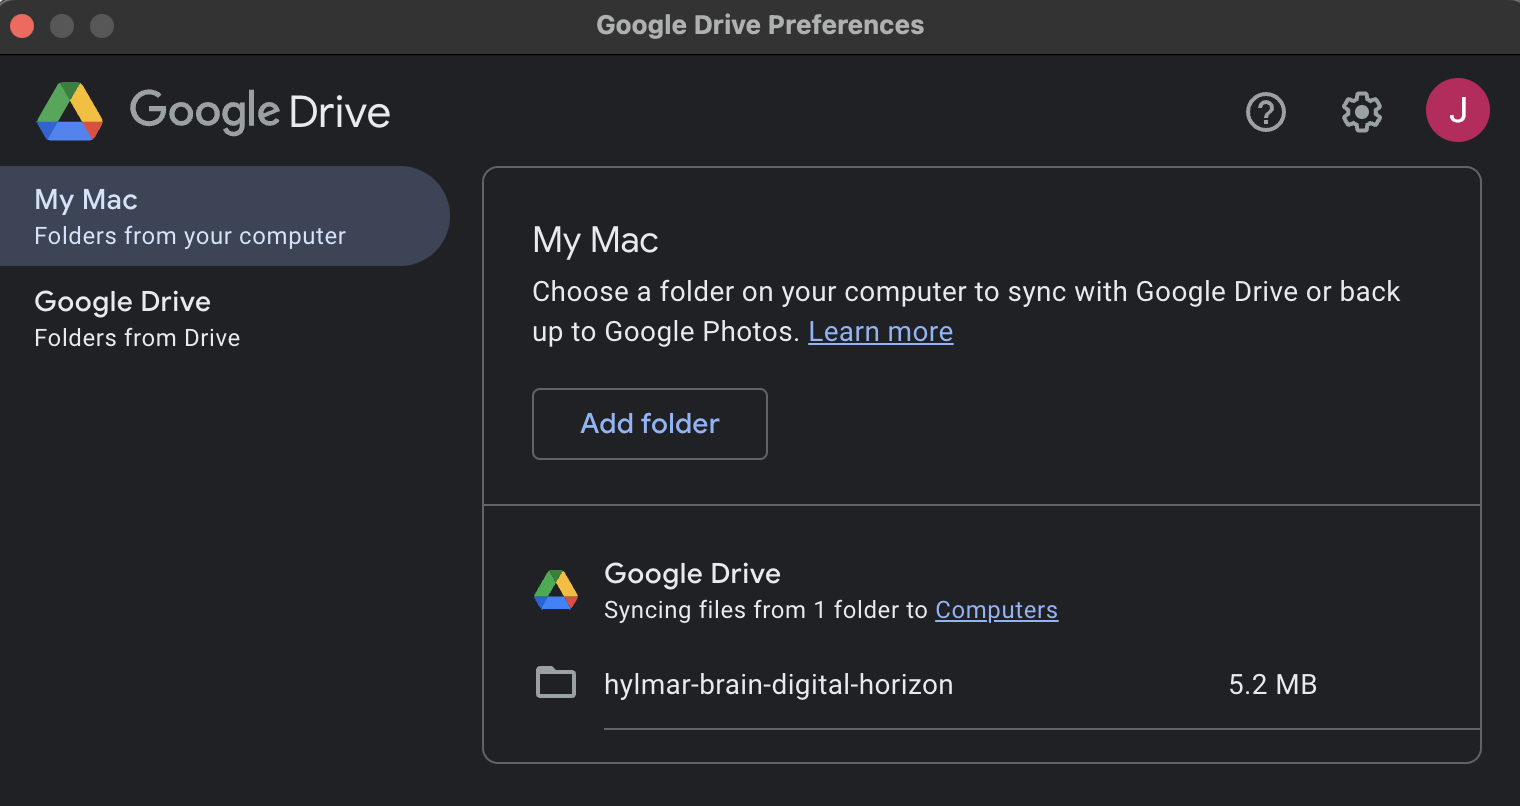 Google Drive Preferences
Google Drive
J
My Mac
Folders from your computer
Google Drive
Folders from Drive
My Mac
Choose a folder on your computer to sync with Google Drive or back
up to Google Photos. Learn more
Add folder
Google Drive
Syncing files from 1 folder to Computers
hylmar-brain-digital-horizon 5.2 MB